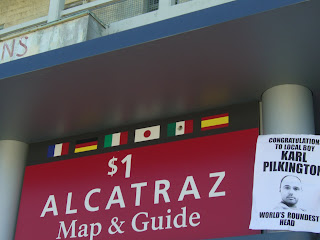 NS
$1
ALCATRAZ
Map & Guide
CONGRATULATIONS
TO LOCAL BOY
KARL
PILKINGTON
WORLD'S ROUNDEST
HEAD